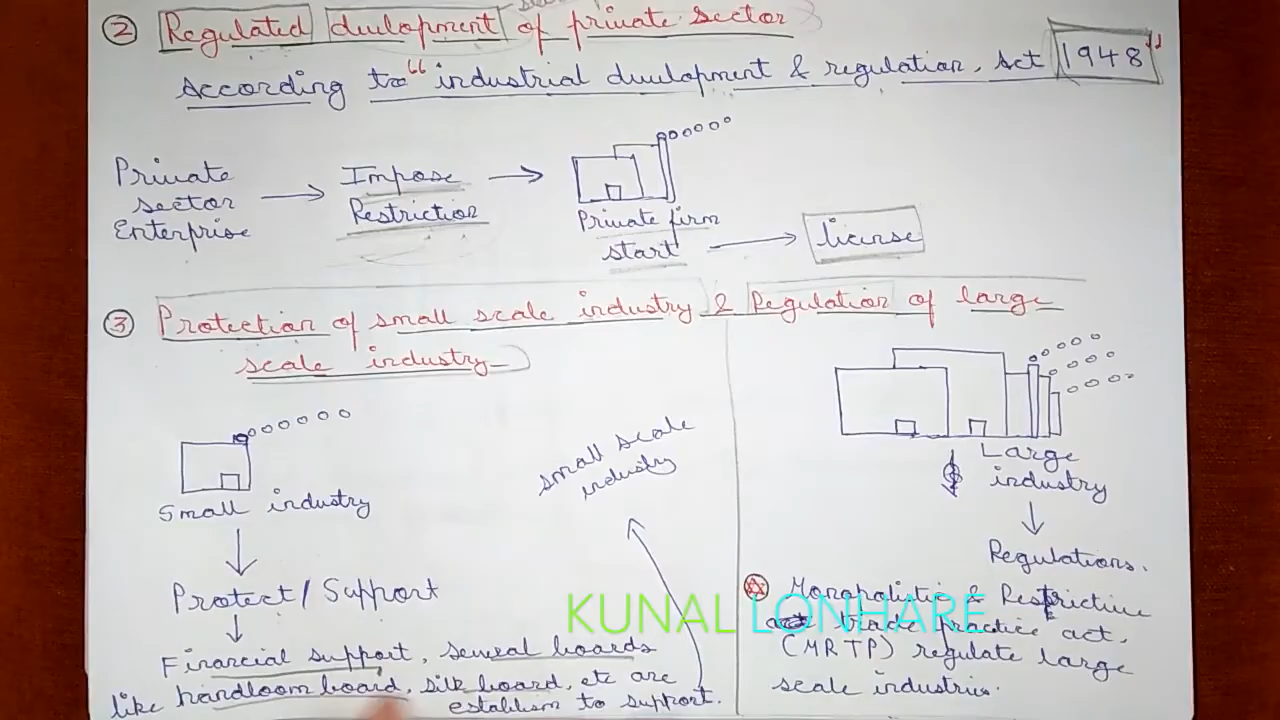 ② Regulated duulopment of private sector
According to "industrial duulopment & regulation, Act 1948"
Private
sector
Enterprise
Impose
Restriction
Private firm
start
license
③ Protection of small scale industry & Regulation of large
scale industry
Small industry
Protect/Support
Financial support, several boards
like handloom board, silk board, etc are
establism to support.
small scale
industry
Large
industry
Regulations.
Monopolistic & Restrictive
trade practice act,
(MRTP) regulate large
scale industries.
KUNAL LONHARE